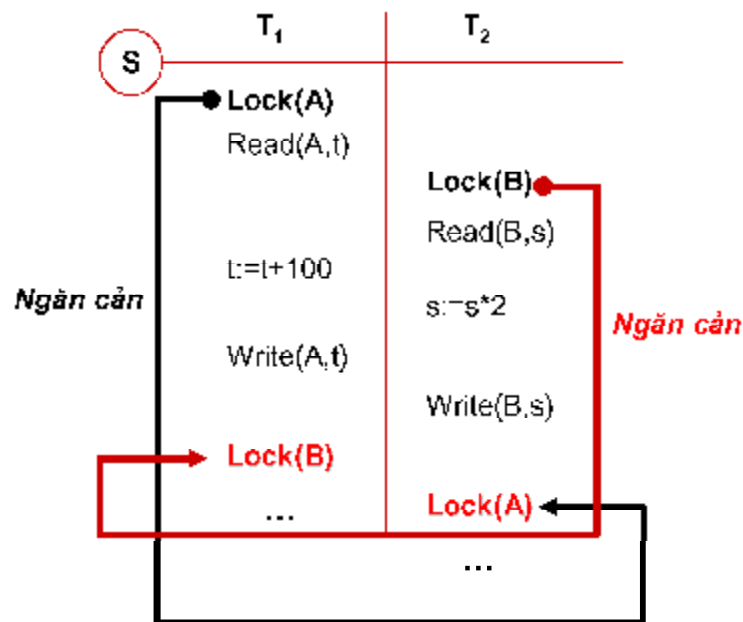 T1 T2
S
Lock(A)
Read(A,t)
Lock(B)
Read(B,s)
t:=t+100
Ngăn cản
s:=s*2
Ngăn cản
Write(A,t)
Write(B,s)
Lock(B)
Lock(A)
...
...